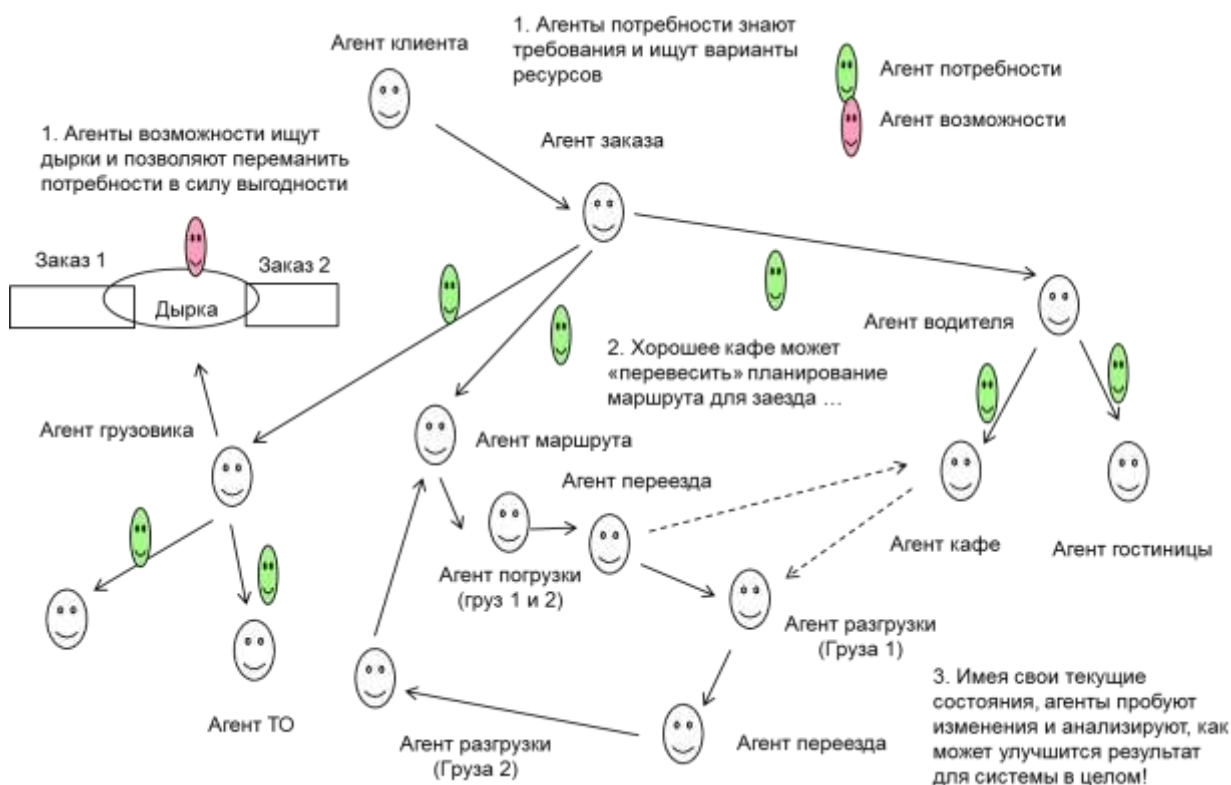 Агент клиента
1. Агенты потребности знают
требования и ищут варианты
ресурсов
Агент потребности
Агент возможности
1. Агенты возможности ищут
дырки и позволяют переманить
потребности в силу выгодности
Агент заказа
Заказ 1
Заказ 2
Дырка
Агент водителя
2. Хорошее кафе может
«перевесить» планирование
маршрута для заезда ...
Агент грузовика
Агент маршрута
Агент переезда
Агент кафе
Агент гостиницы
Агент погрузки
(груз 1 и 2)
Агент разгрузки
(Груза 1)
3. Имея свои текущие
состояния, агенты пробуют
изменения и анализируют, как
может улучшится результат
для системы в целом!
Агент ТО
Агент разгрузки
(Груза 2)
Агент переезда